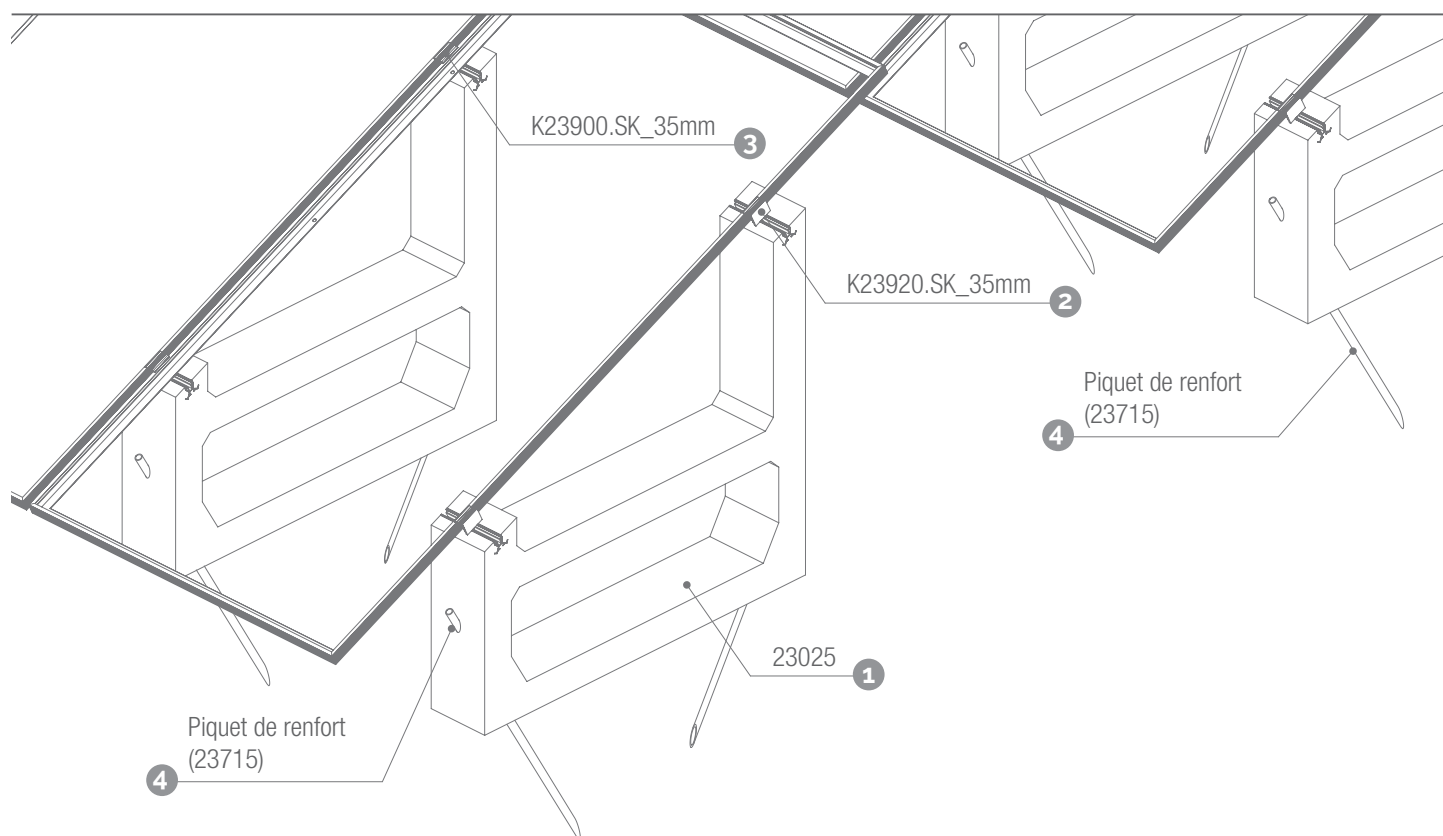 K23900.SK_35mm
3
K23920.SK_35mm
2
Piquet de renfort
(23715)
4
23025
1
Piquet de renfort
(23715)
4